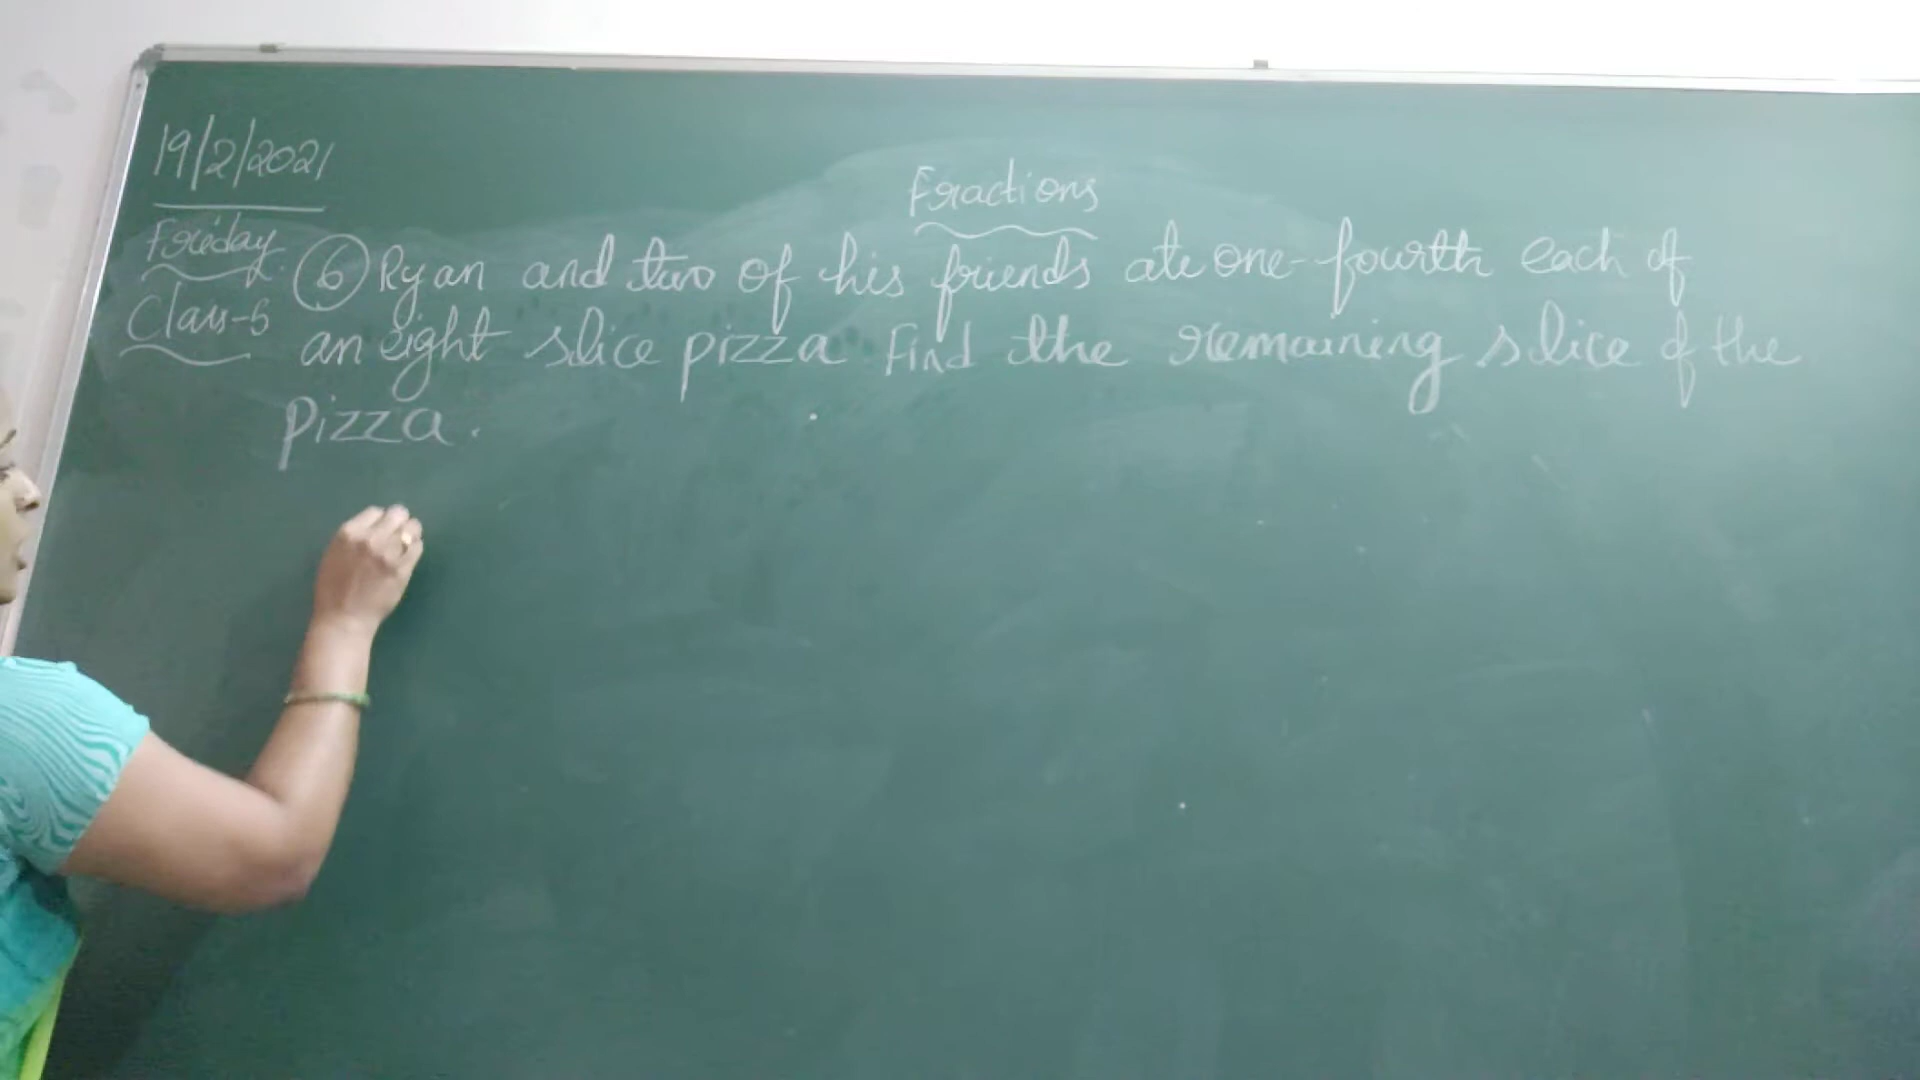 19/2/2021
Friday
Class-5
Fractions
6 Ryan and two of his friends ate one-fourth each of
an eight slice pizza Find the remaining slice of the
pizza.